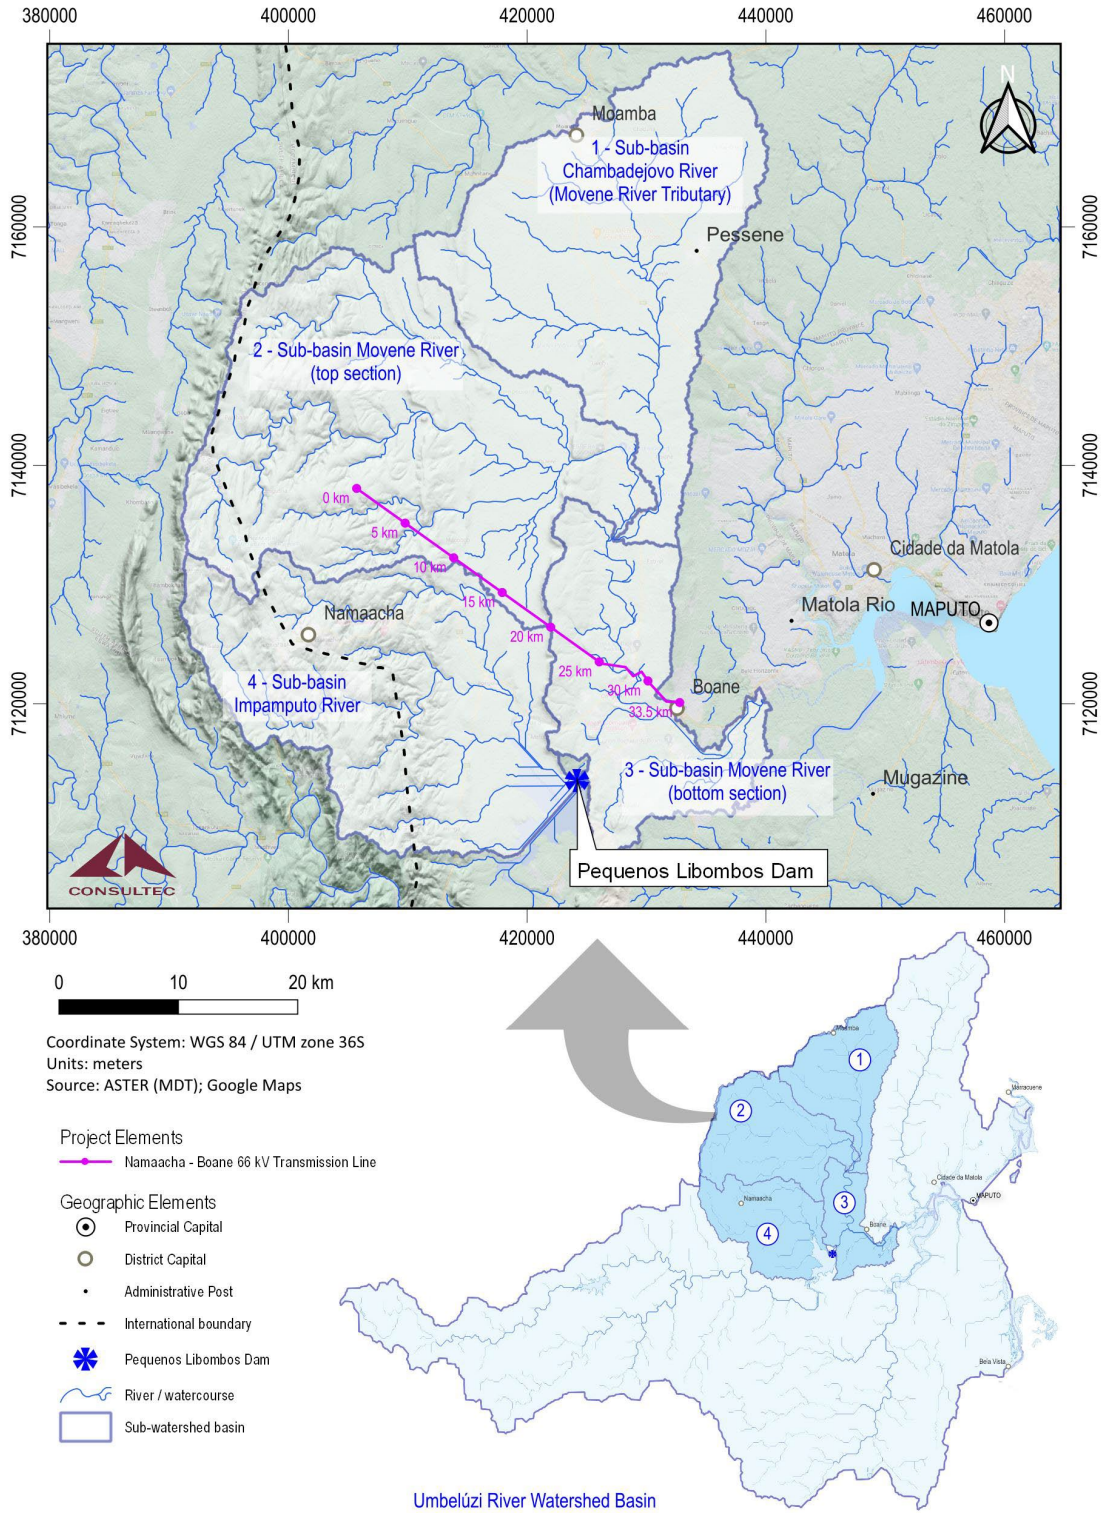 380000 400000 420000 440000 460000
N
Moamba
1 - Sub-basin
Chambadejovo River
(Movene River Tributary)
7160000
7160000
Pessene
2 - Sub-basin Movene River
(top section)
7140000
7140000
0 km
5 km
10 km
15 km
20 km
25 km
30 km
33.5 km
Cidade da Matola
Matola Rio
MAPUTO
Namaacha
Boane
4 - Sub-basin
Impamputo River
7120000
7120000
3 - Sub-basin Movene River
(bottom section)
Mugazine
Pequenos Libombos Dam
CONSULTEC
380000 400000 420000 440000 460000
0 10 20 km
Coordinate System: WGS 84 / UTM zone 36S
Units: meters
Source: ASTER (MDT); Google Maps
Project Elements
Namaacha - Boane 66 kV Transmission Line
Geographic Elements
Provincial Capital
District Capital
Administrative Post
International boundary
Pequenos Libombos Dam
River / watercourse
Sub-watershed basin
Moamba
1
2
Marracuene
Cidade da Matola
MAPUTO
Namaacha
3
Boane
4
Bela Vista
Umbelúzi River Watershed Basin